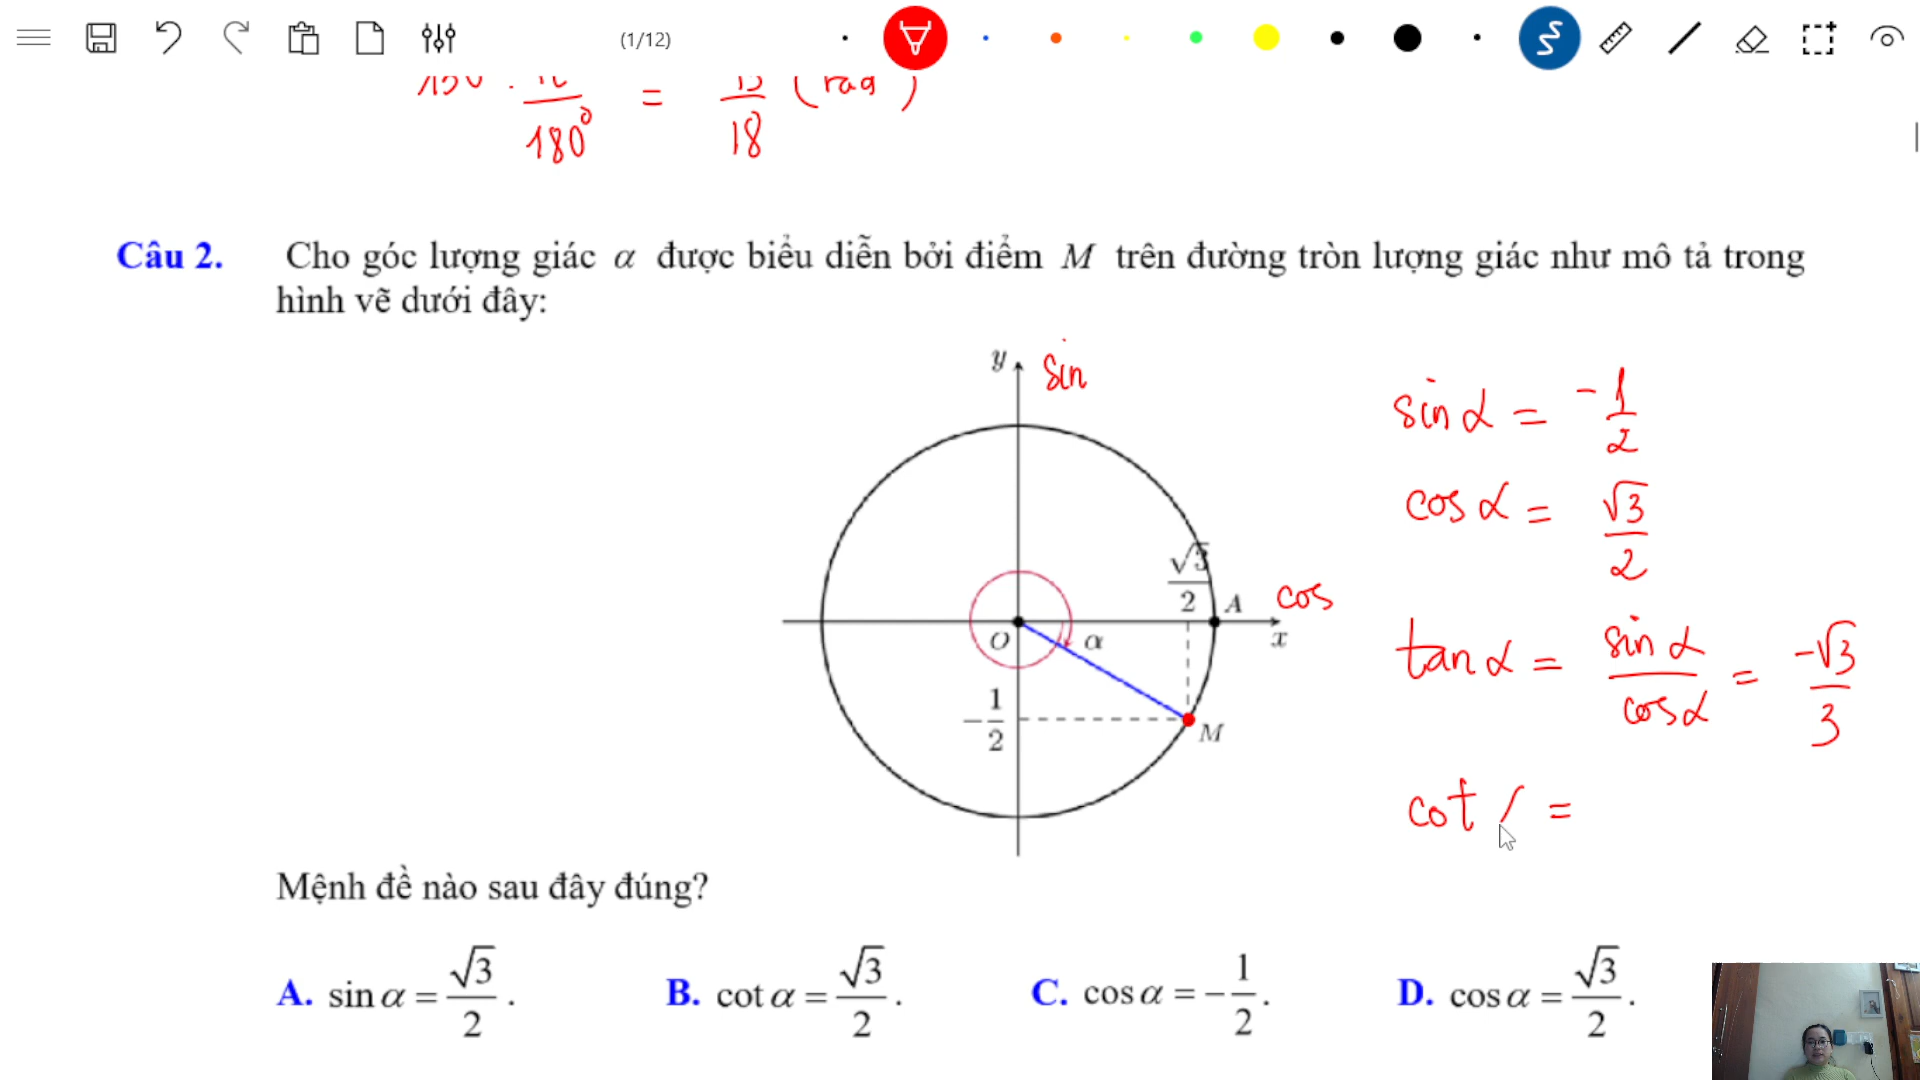 (1/12)
180° = 18
Câu 2. Cho góc lượng giác α được biểu diễn bởi điểm M trên đường tròn lượng giác như mô tả trong
hình vẽ dưới đây:
y sin
sin α = -1/2
cos α = √3/2
√3/2 A cos
O α x
tan α = sin α/cos α = -√3/3
-1/2 M
cot =
Mệnh đề nào sau đây đúng?
A. sin α = √3/2 . B. cot α = √3/2 . C. cos α = -1/2 . D. cos α = √3/2 .